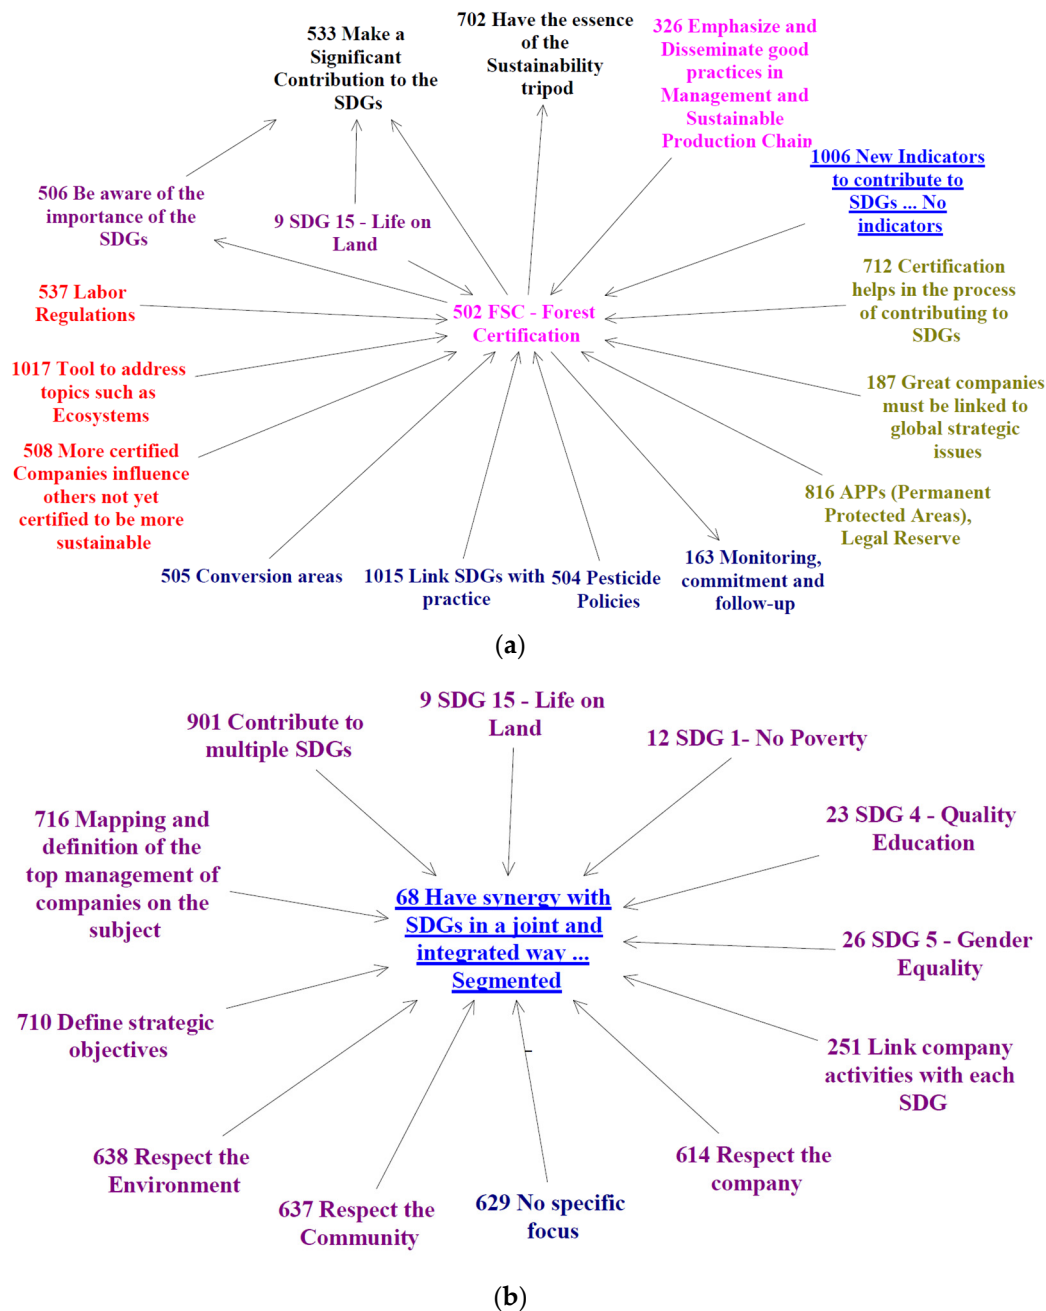 533 Make a
Significant
Contribution to the
SDGs
702 Have the essence
of the
Sustainability
tripod
326 Emphasize and
Disseminate good
practices in
Management and
Sustainable
Production Chain
1006 New Indicators
to contribute to
SDGs ... No
indicators
506 Be aware of the
importance of the
SDGs
9 SDG 15 - Life on
Land
712 Certification
helps in the process
of contributing to
SDGs
537 Labor
Regulations
502 FSC - Forest
Certification
1017 Tool to address
topics such as
Ecosystems
187 Great companies
must be linked to
global strategic
issues
508 More certified
Companies influence
others not yet
certified to be more
sustainable
816 APPs (Permanent
Protected Areas),
Legal Reserve
505 Conversion areas
1015 Link SDGs with
practice
504 Pesticide
Policies
163 Monitoring,
commitment and
follow-up
(a)
901 Contribute to
multiple SDGs
9 SDG 15 - Life on
Land
12 SDG 1- No Poverty
716 Mapping and
definition of the
top management of
companies on the
subject
23 SDG 4 - Quality
Education
68 Have synergy with
SDGs in a joint and
integrated way ...
Segmented
26 SDG 5 - Gender
Equality
710 Define strategic
objectives
251 Link company
activities with each
SDG
638 Respect the
Environment
637 Respect the
Community
629 No specific
focus
614 Respect the
company
(b)